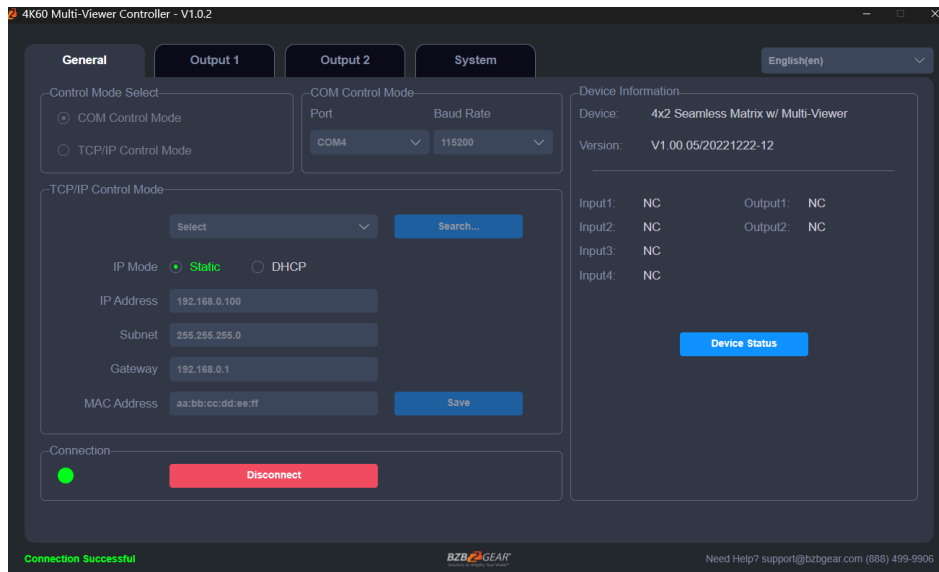 4K60 Multi-Viewer Controller - V1.0.2
General
Output 1
Output 2
System
English(en)
Control Mode Select
COM Control Mode
TCP/IP Control Mode
COM Control Mode
Port
Baud Rate
COM4
115200
TCP/IP Control Mode
Select
Search...
IP Mode
Static
DHCP
IP Address
192.168.0.100
Subnet
255.255.255.0
Gateway
192.168.0.1
MAC Address
aa:bb:cc:dd:ee:ff
Save
Connection
Disconnect
Device Information
Device: 4x2 Seamless Matrix w/ Multi-Viewer
Version: V1.00.05/20221222-12
Input1: NC Output1: NC
Input2: NC Output2: NC
Input3: NC
Input4: NC
Device Status
Connection Successful
BZBGEAR
Need Help? support@bzbgear.com (888) 499-9906